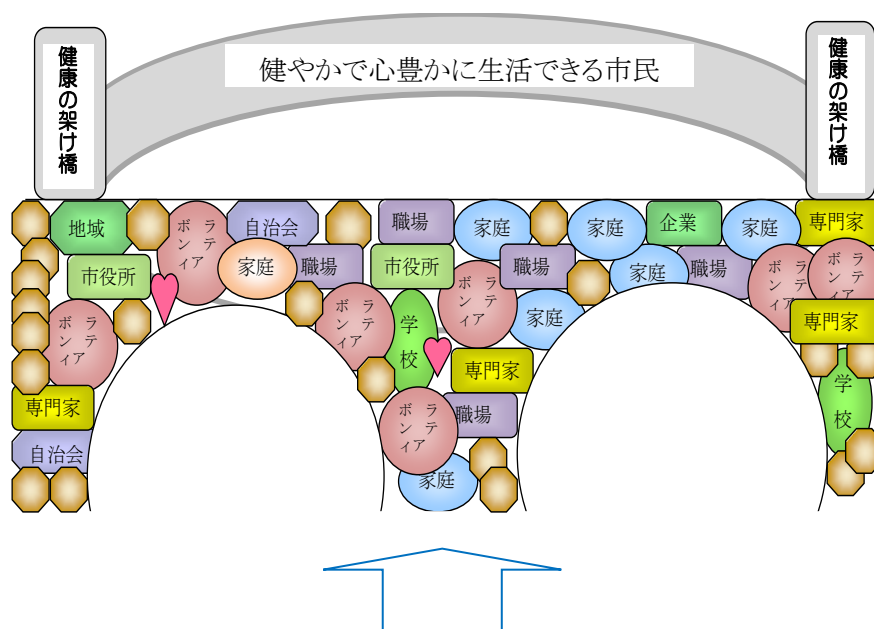 健康の架け橋
健やかで心豊かに生活できる市民
健康の架け橋
地域
ボランティア
自治会
職場
家庭
家庭
企業
家庭
専門家
市役所
家庭
職場
市役所
職場
家庭
職場
ボランティア
ボランティア
ボランティア
ボランティア
学校
ボランティア
家庭
専門家
専門家
専門家
ボランティア
職場
学校
自治会
家庭